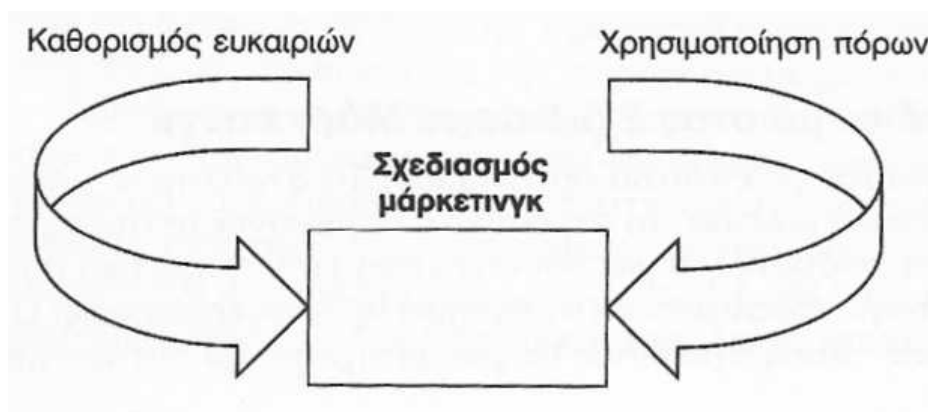 Καθορισμός ευκαιριών
Χρησιμοποίηση πόρων
Σχεδιασμός
μάρκετινγκ